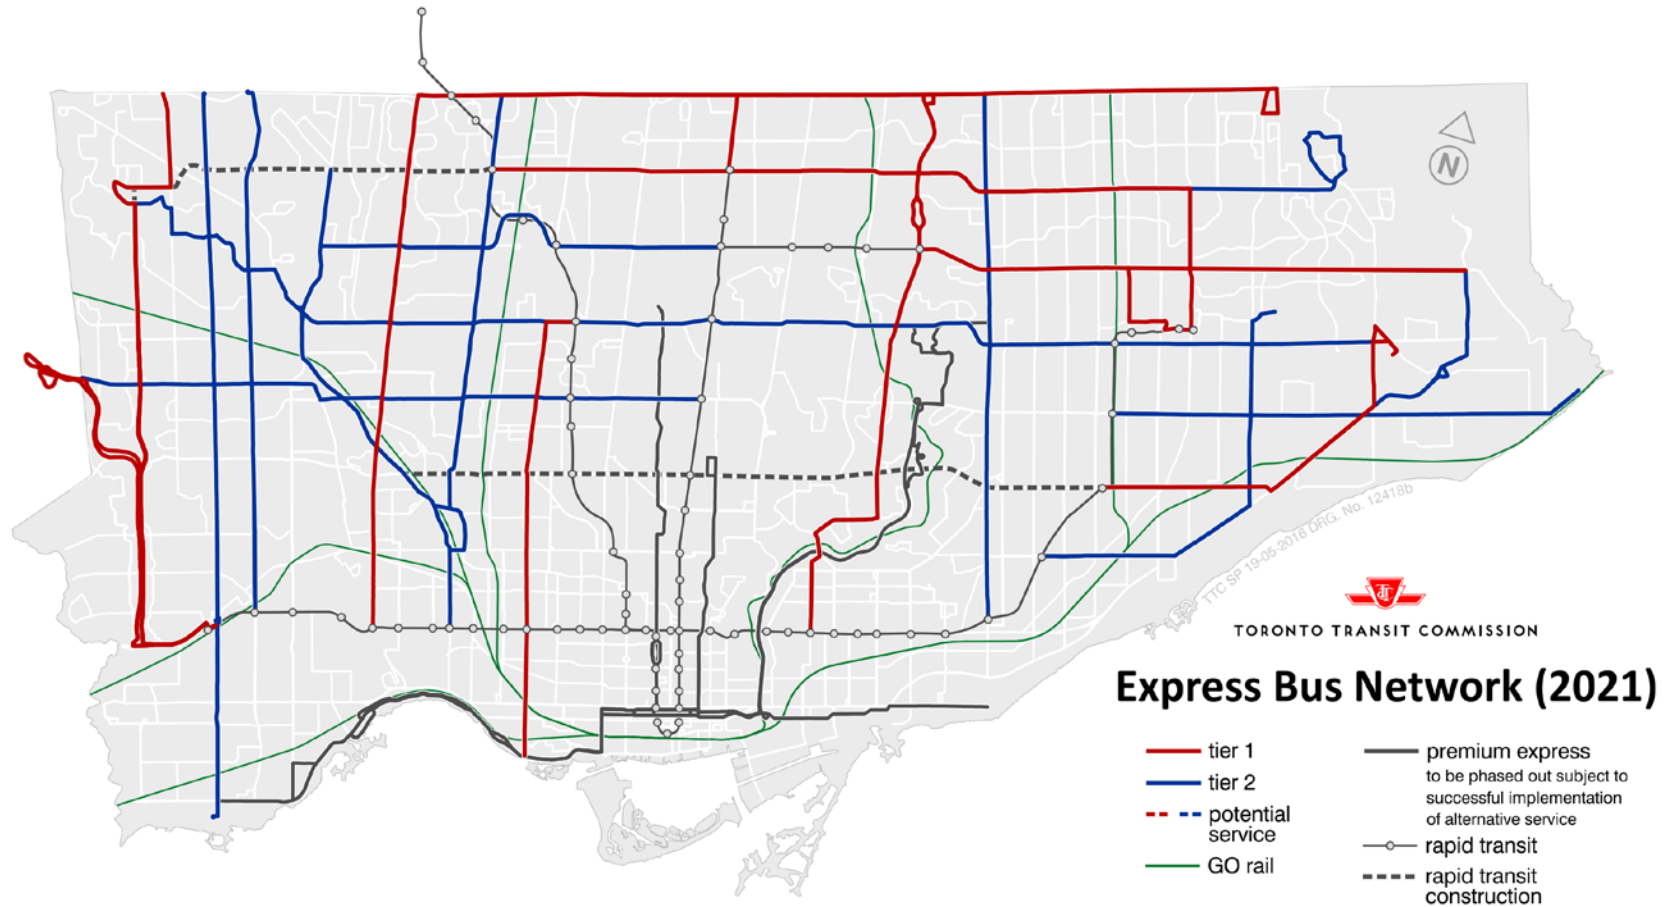 N
TTC SP 19-05-2016 DRG. No. 12418b
TTC
TORONTO TRANSIT COMMISSION
Express Bus Network (2021)
tier 1
tier 2
potential
service
GO rail
premium express
to be phased out subject to
successful implementation
of alternative service
rapid transit
rapid transit
construction